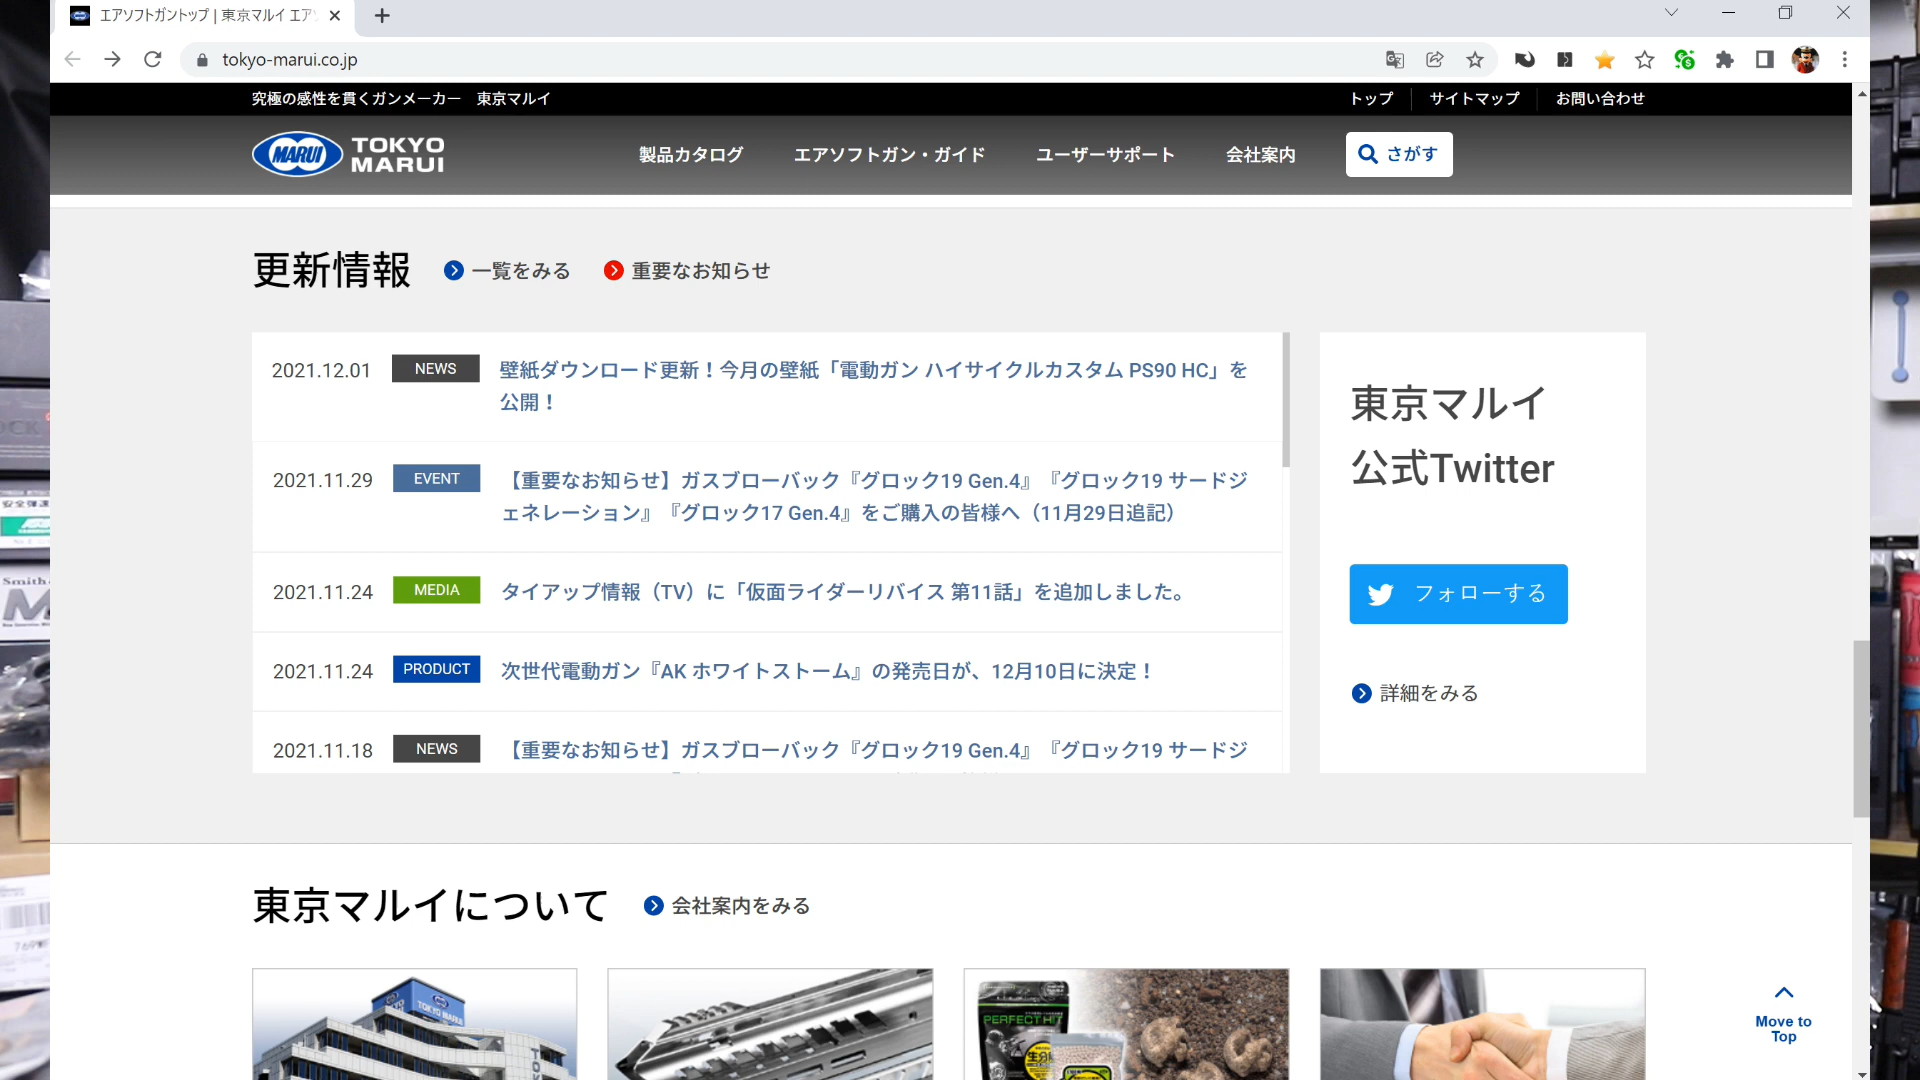 エアソフトガントップ | 東京マルイ エアソ
tokyo-marui.co.jp
究極の感性を貫くガンメーカー 東京マルイ
トップ
サイトマップ
お問い合わせ
MARUI
TOKYO
MARUI
製品カタログ
エアソフトガン・ガイド
ユーザーサポート
会社案内
さがす
更新情報
一覧をみる
重要なお知らせ
2021.12.01 NEWS 壁紙ダウンロード更新！今月の壁紙「電動ガン ハイサイクルカスタム PS90 HC」を
公開！
2021.11.29 EVENT 【重要なお知らせ】ガスブローバック『グロック19 Gen.4』『グロック19 サードジ
ェネレーション』『グロック17 Gen.4』をご購入の皆様へ（11月29日追記）
2021.11.24 MEDIA タイアップ情報（TV）に「仮面ライダーリバイス 第11話」を追加しました。
2021.11.24 PRODUCT 次世代電動ガン『AK ホワイトストーム』の発売日が、12月10日に決定！
2021.11.18 NEWS 【重要なお知らせ】ガスブローバック『グロック19 Gen.4』『グロック19 サードジ
東京マルイ
公式Twitter
フォローする
詳細をみる
東京マルイについて
会社案内をみる
TOKYO MARUI
PERFECT HIT
Move to
Top
Smith